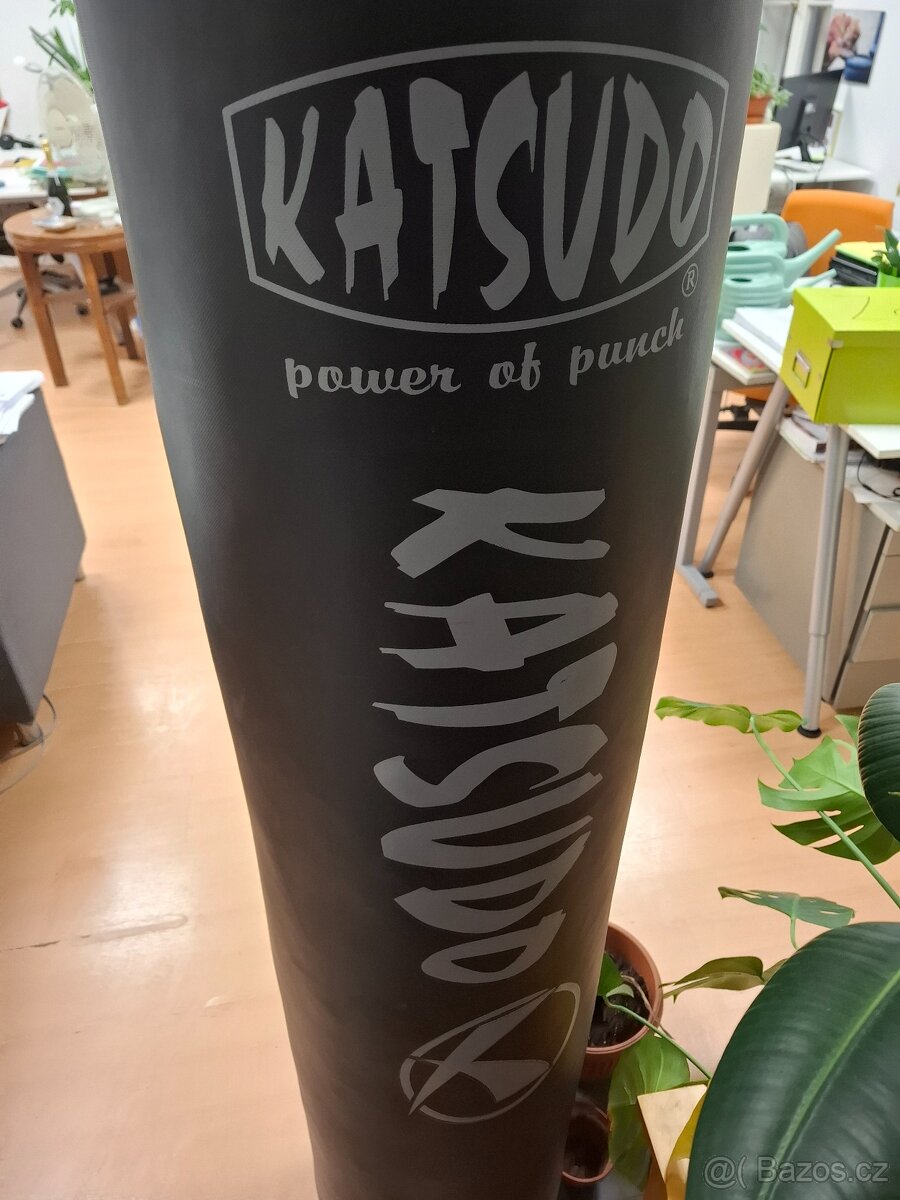 KATSUDO
®
power of punch
KATSUDO
@( Bazos.cz